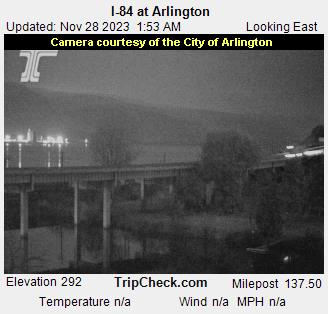 I-84 at Arlington
Updated: Nov 28 2023 1:53 AM Looking East
Camera courtesy of the City of Arlington
Elevation 292 TripCheck.com Milepost 137.50
Temperature n/a Wind n/a MPH n/a